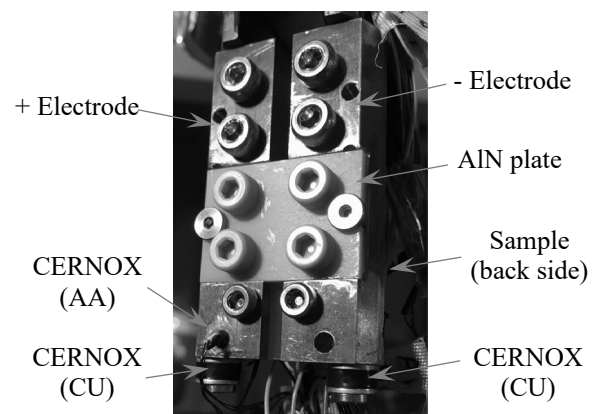 + Electrode
- Electrode
AlN plate
Sample
(back side)
CERNOX
(AA)
CERNOX
(CU)
CERNOX
(CU)